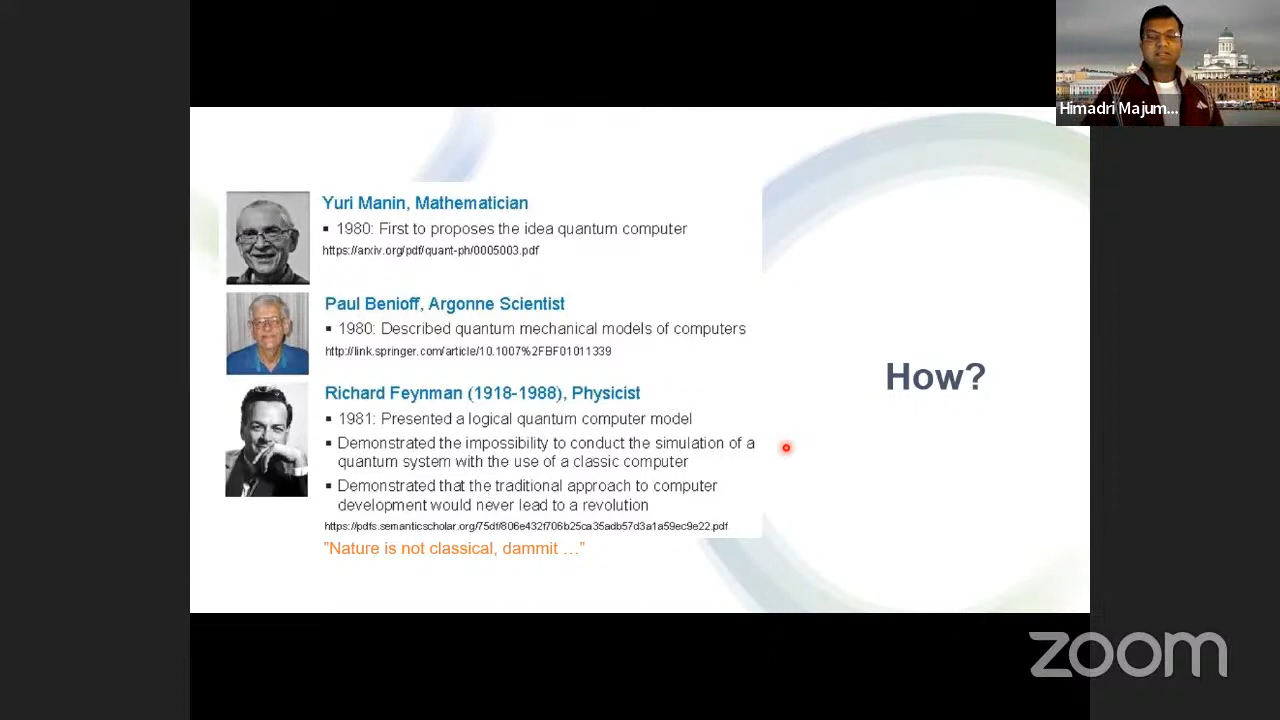 Himadri Majum...
Yuri Manin, Mathematician
▪ 1980: First to proposes the idea quantum computer
https://arxiv.org/pdf/quant-ph/0005003.pdf
Paul Benioff, Argonne Scientist
▪ 1980: Described quantum mechanical models of computers
http://link.springer.com/article/10.1007%2FBF01011339
Richard Feynman (1918-1988), Physicist
▪ 1981: Presented a logical quantum computer model
▪ Demonstrated the impossibility to conduct the simulation of a
quantum system with the use of a classic computer
▪ Demonstrated that the traditional approach to computer
development would never lead to a revolution
https://pdfs.semanticscholar.org/75df/806e432f706b25ca35adb57d3a1a59ec9e22.pdf
"Nature is not classical, dammit ..."
How?
zoom